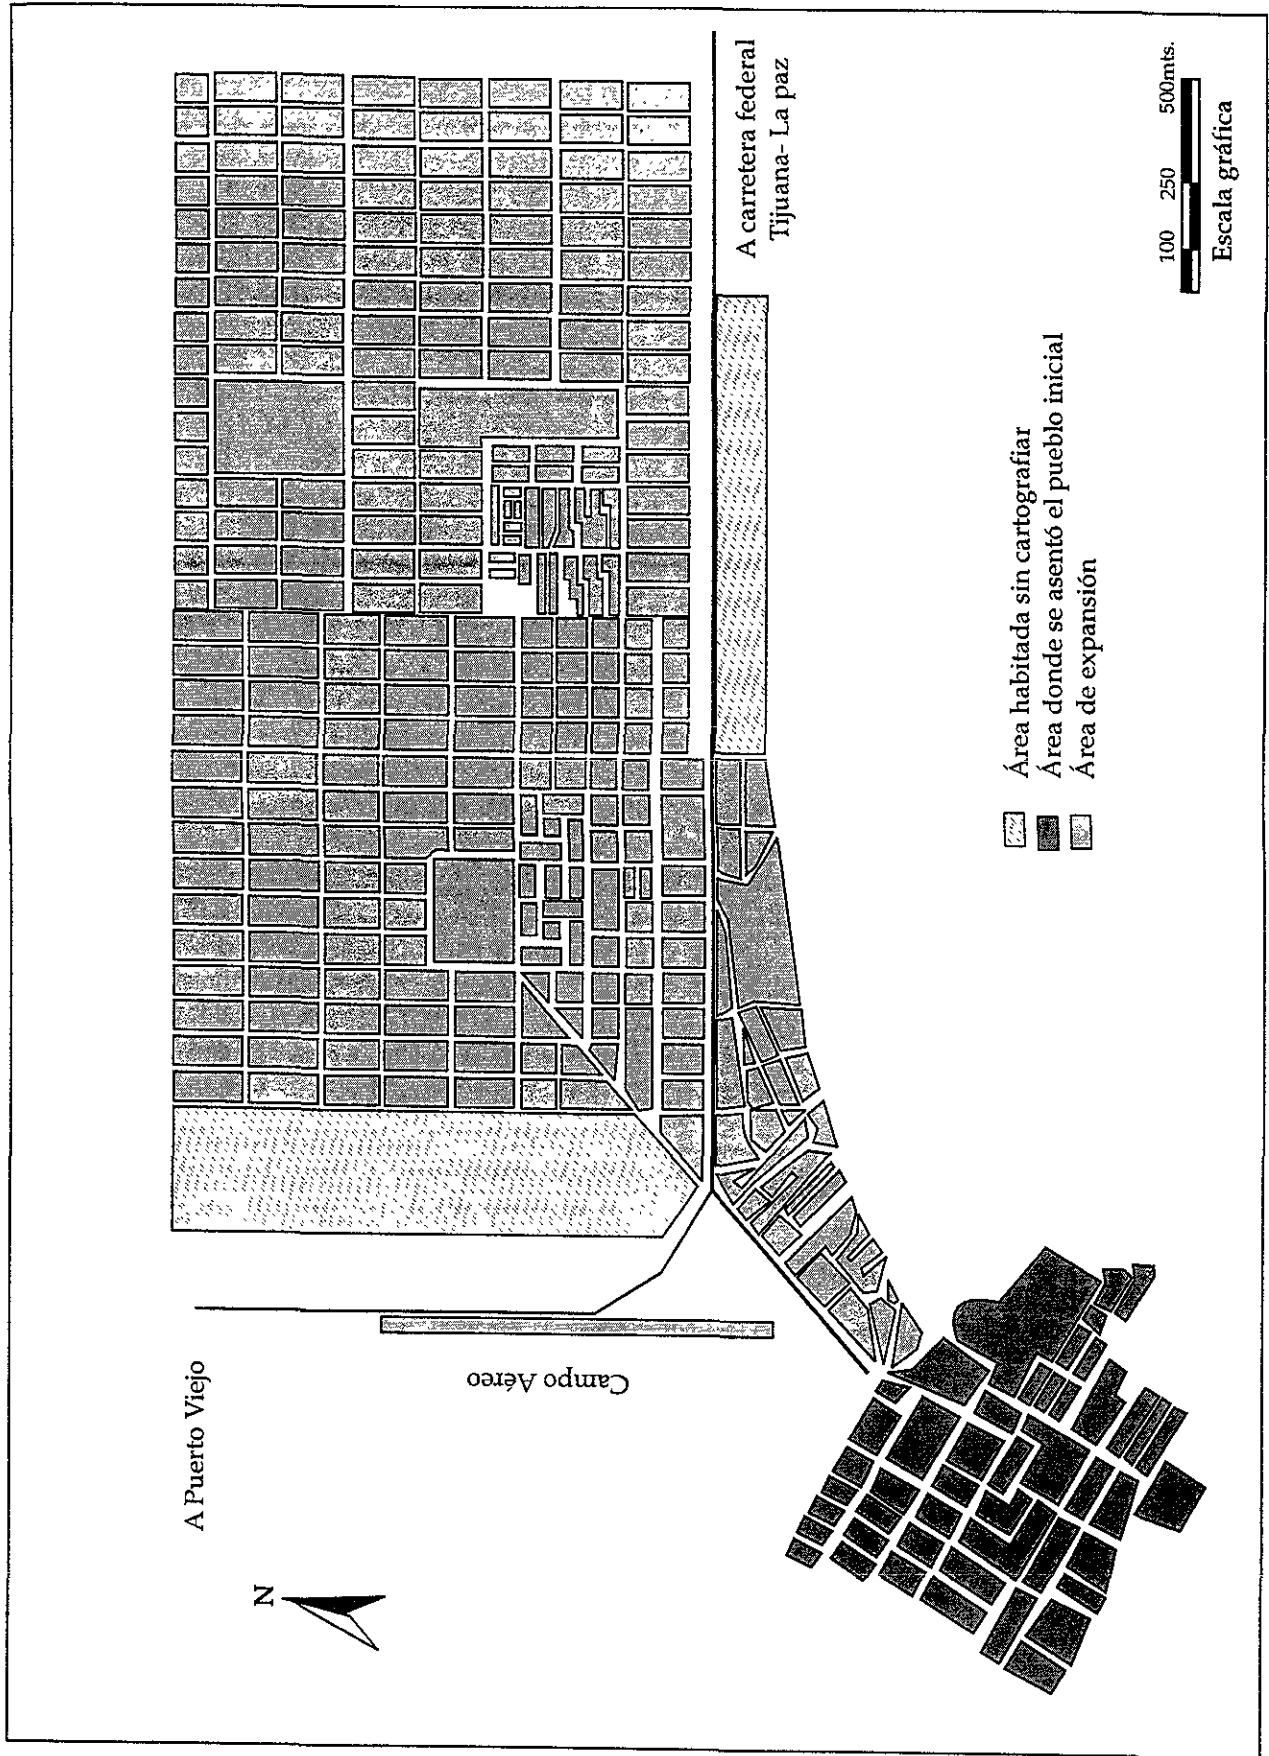 A Puerto Viejo
N
Campo Aéreo
A carretera federal
Tijuana- La paz
Área habitada sin cartografiar
Área donde se asentó el pueblo inicial
Área de expansión
100 250 500mts.
Escala gráfica